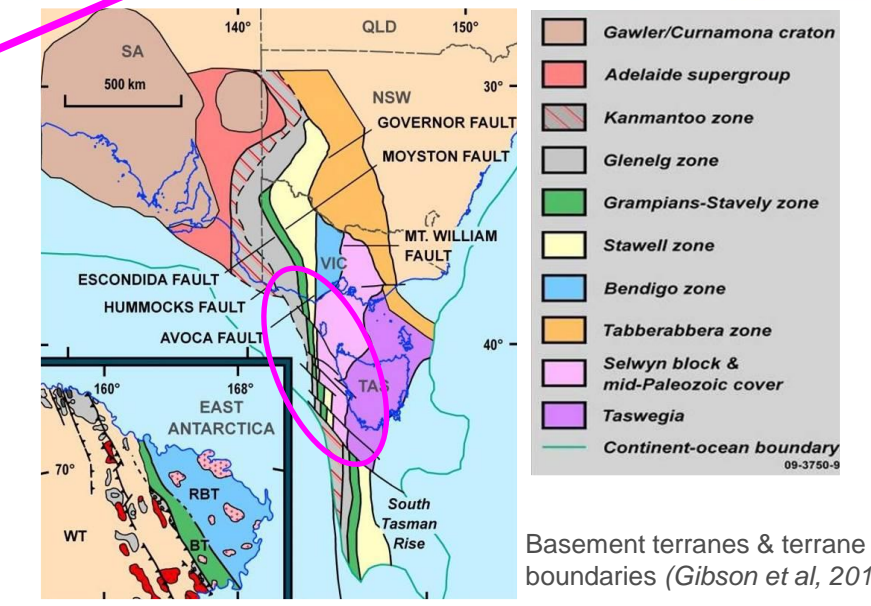 140°
150°
SA
QLD
500 km
30°
NSW
GOVERNOR FAULT
MOYSTON FAULT
MT. WILLIAM
FAULT
VIC
ESCONDIDA FAULT
HUMMOCKS FAULT
AVOCA FAULT
40°
TAS
160°
168°
EAST
ANTARCTICA
70°
RBT
WT
BT
South
Tasman
Rise
Gawler/Curnamona craton
Adelaide supergroup
Kanmantoo zone
Glenelg zone
Grampians-Stavely zone
Stawell zone
Bendigo zone
Tabberabbera zone
Selwyn block &
mid-Paleozoic cover
Taswegia
Continent-ocean boundary
09-3750-9
Basement terranes & terrane
boundaries (Gibson et al, 201